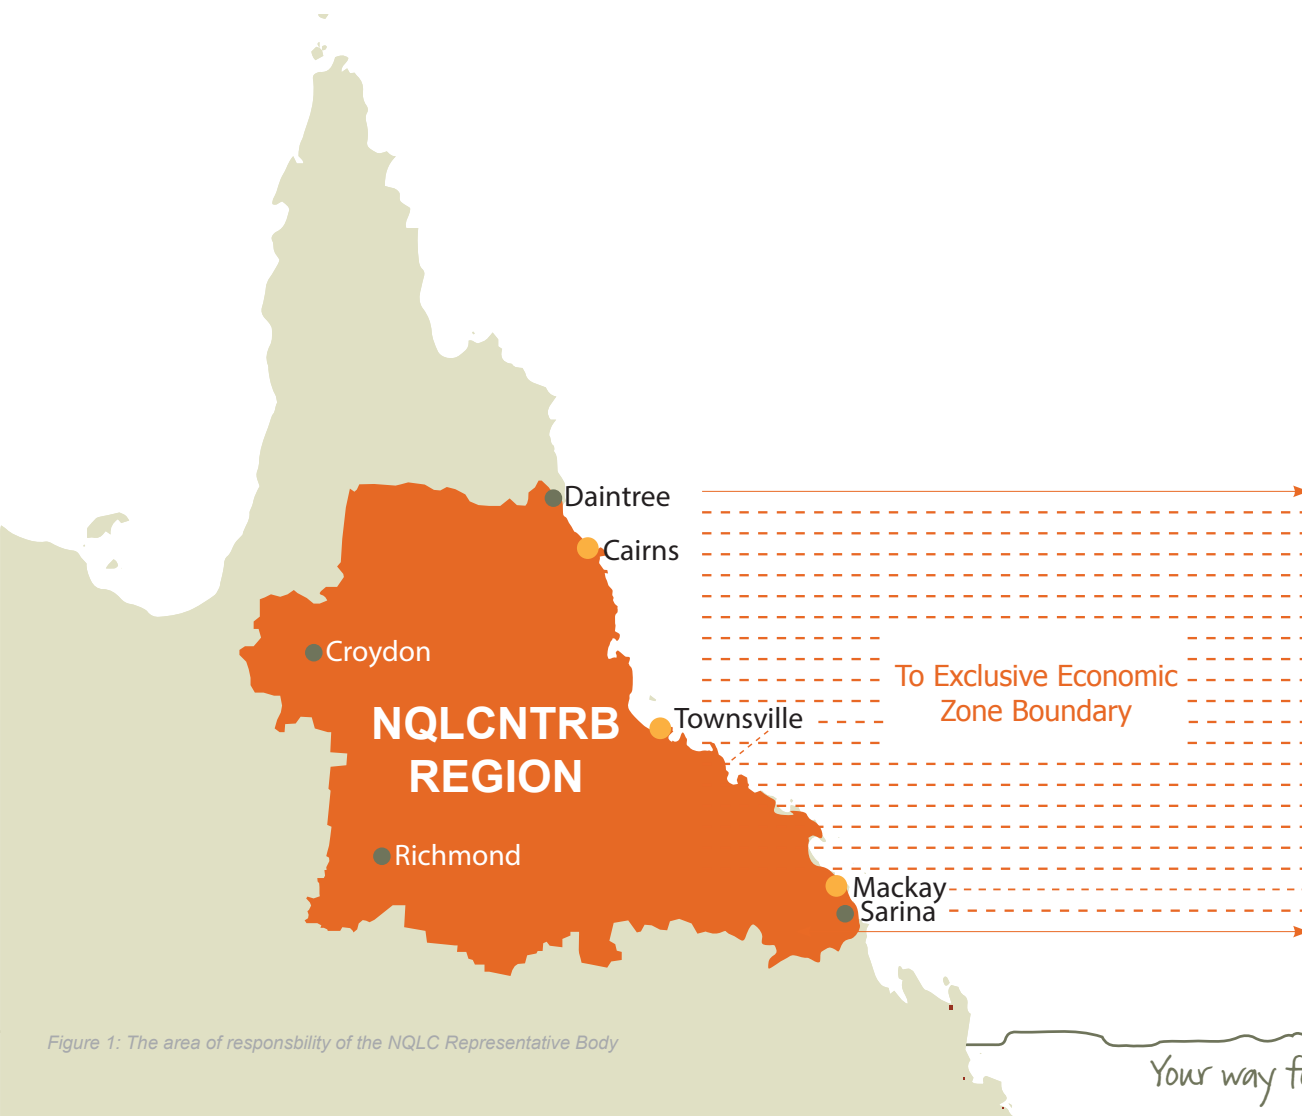 Daintree
Cairns
Croydon
To Exclusive Economic
Zone Boundary
Townsville
NQLCNTRB
REGION
Richmond
Mackay
Sarina
Figure 1: The area of responsbility of the NQLC Representative Body
Your way